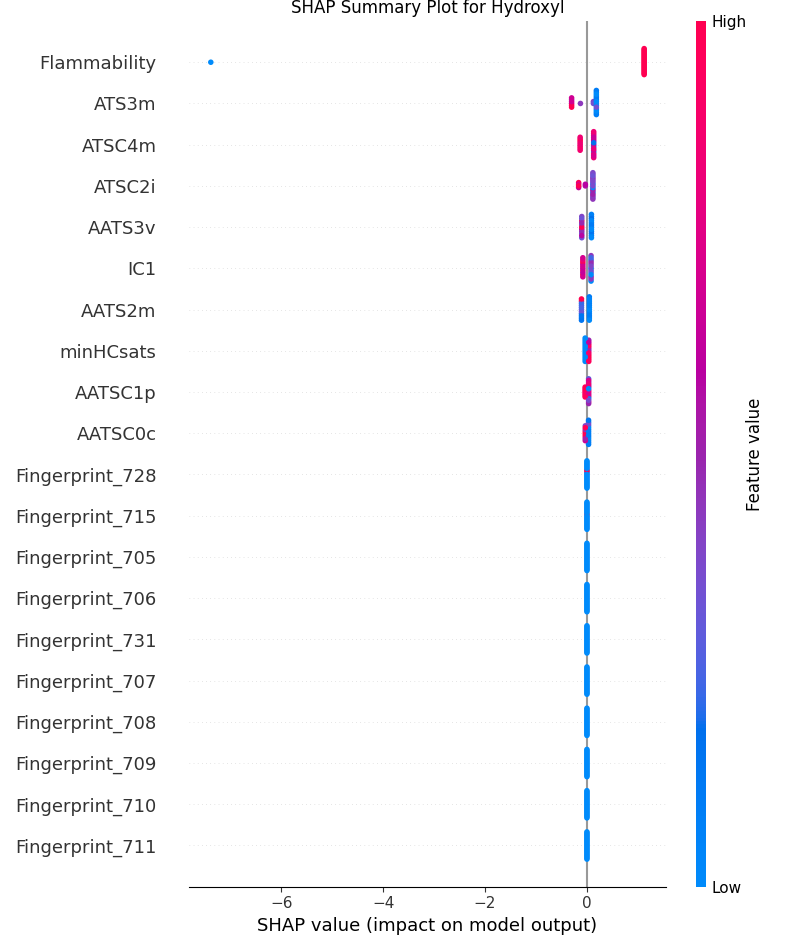 SHAP Summary Plot for Hydroxyl
High
Flammability
ATS3m
ATSC4m
ATSC2i
AATS3v
IC1
AATS2m
minHCsats
AATSC1p
AATSC0c
Fingerprint_728
Fingerprint_715
Fingerprint_705
Fingerprint_706
Fingerprint_731
Fingerprint_707
Fingerprint_708
Fingerprint_709
Fingerprint_710
Fingerprint_711
Feature value
Low
−6 −4 −2 0
SHAP value (impact on model output)